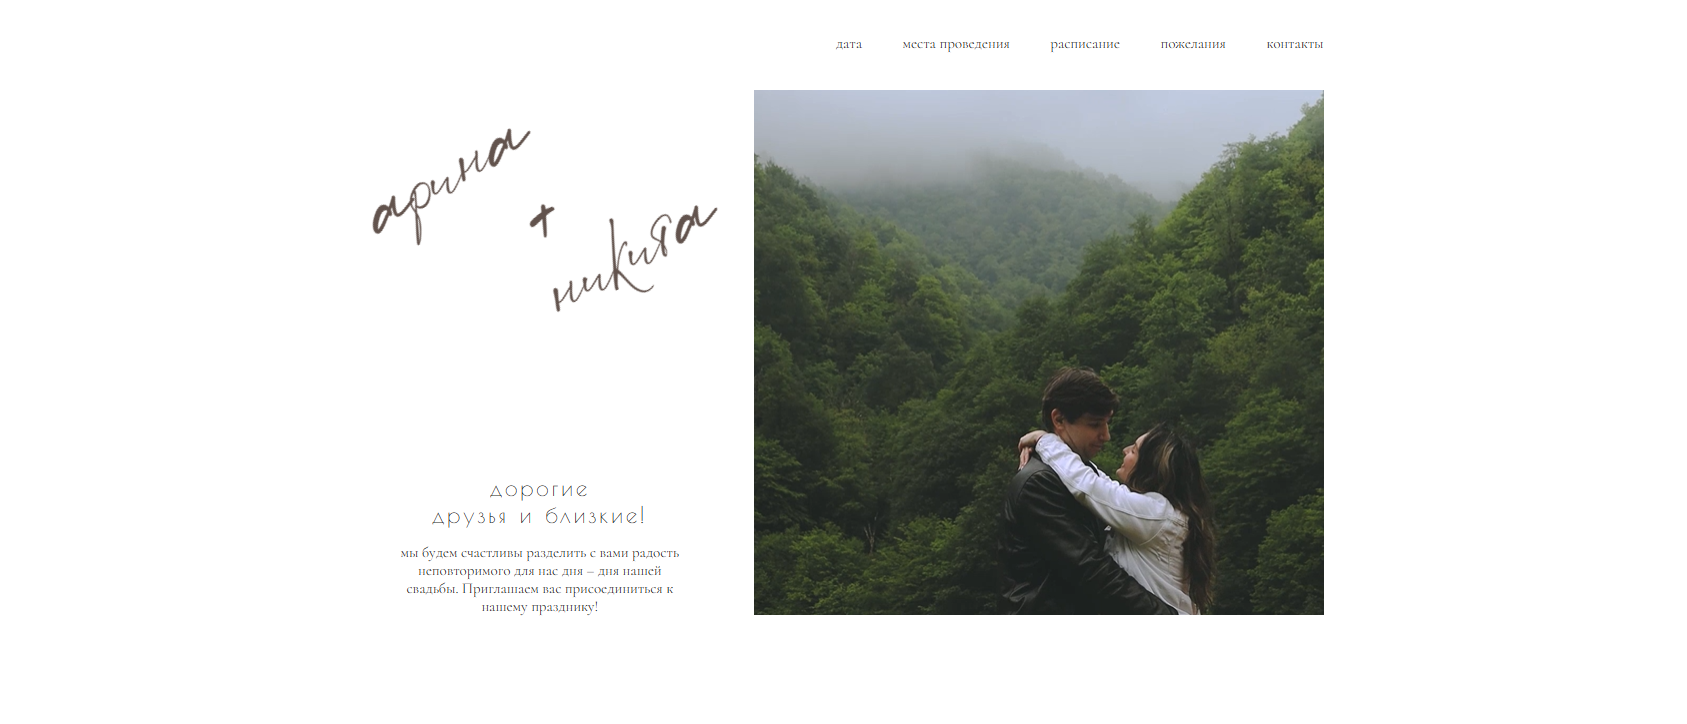 дата места проведения расписание пожелания контакты
арина
+
никита
дорогие
друзья и близкие!
мы будем счастливы разделить с вами радость
неповторимого для нас дня – дня нашей
свадьбы. Приглашаем вас присоединиться к
нашему празднику!